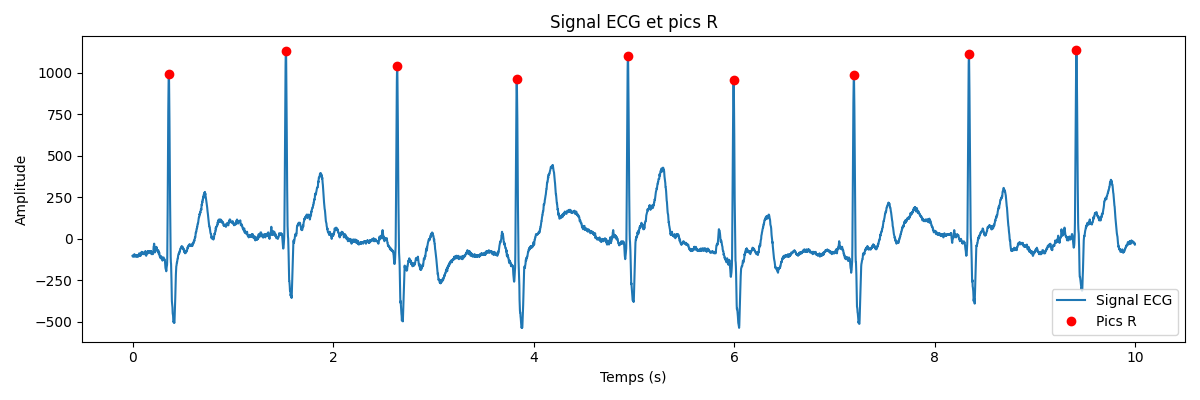 Signal ECG et pics R
1000
750
500
250
0
−250
−500
Amplitude
0 2 4 6 8 10
Temps (s)
Signal ECG
Pics R